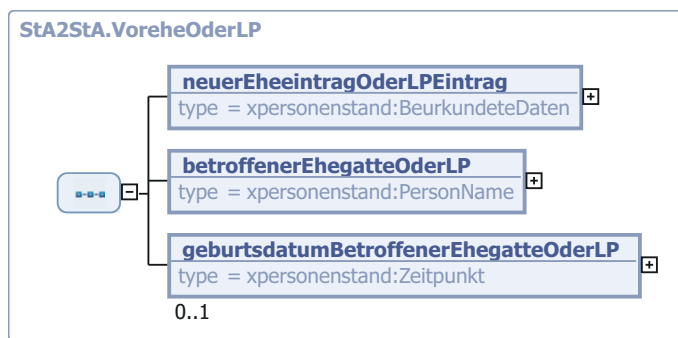 StA2StA.VoreheOderLP
neuerEheeintragOderLPEintrag
type = xpersonenstand:BeurkundeteDaten
betroffenerEhegatteOderLP
type = xpersonenstand:PersonName
geburtsdatumBetroffenerEhegatteOderLP
type = xpersonenstand:Zeitpunkt
0..1